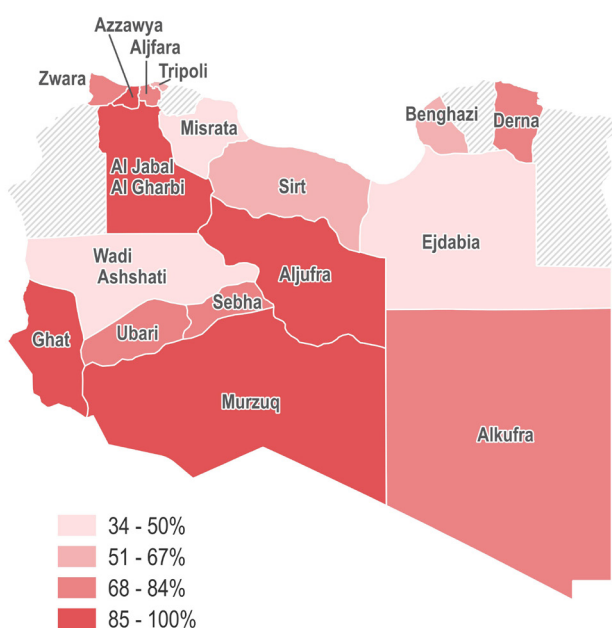 Azzawya
Aljfara
Tripoli
Zwara
Misrata
Benghazi
Derna
Al Jabal
Al Gharbi
Sirt
Ejdabia
Wadi
Ashshati
Aljufra
Sebha
Ghat
Ubari
Murzuq
Alkufra
34 - 50%
51 - 67%
68 - 84%
85 - 100%